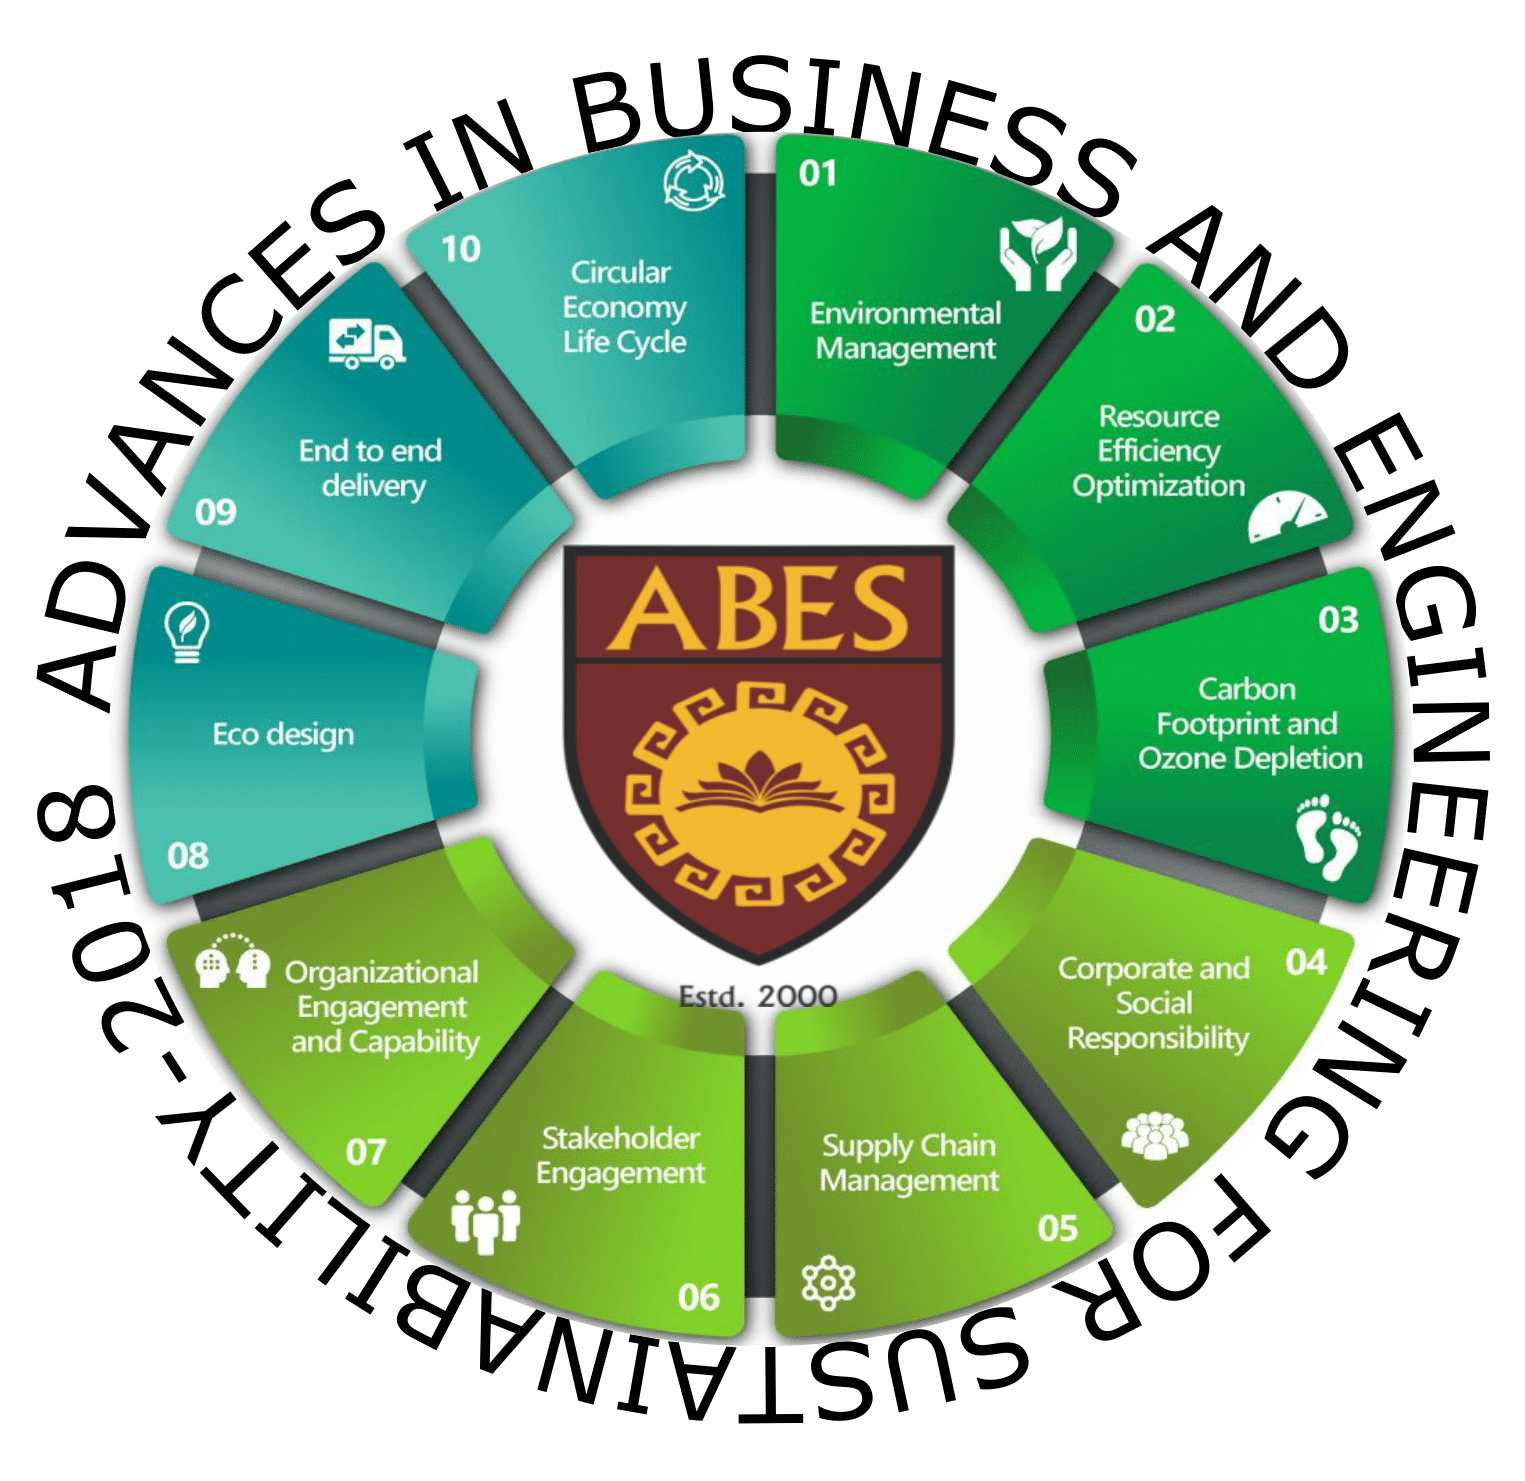 ADVANCES IN BUSINESS AND ENGINEERING FOR SUSTAINABILITY-2018
01
Environmental
Management
02
Resource
Efficiency
Optimization
03
Carbon
Footprint and
Ozone Depletion
04
Corporate and
Social
Responsibility
Supply Chain
Management
05
Stakeholder
Engagement
06
Organizational
Engagement
and Capability
07
Eco design
08
End to end
delivery
09
10
Circular
Economy
Life Cycle
ABES
Estd. 2000